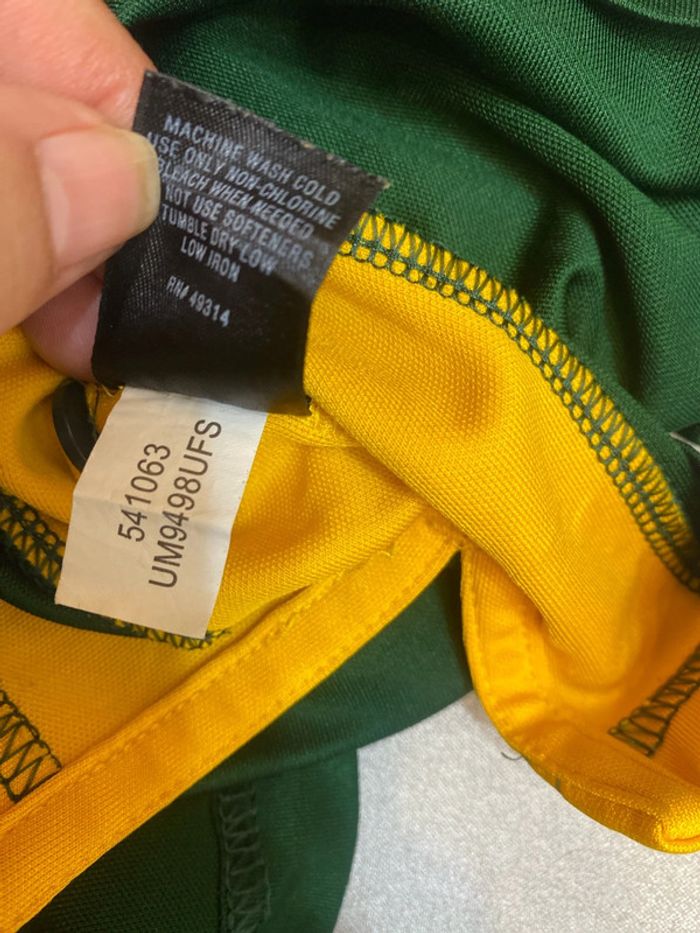 MACHINE WASH COLD
USE ONLY NON-CHLORINE
BLEACH WHEN NEEDED
NOT USE SOFTENERS
TUMBLE DRY LOW
LOW IRON
RN# 49314
541063
UM9498UFS